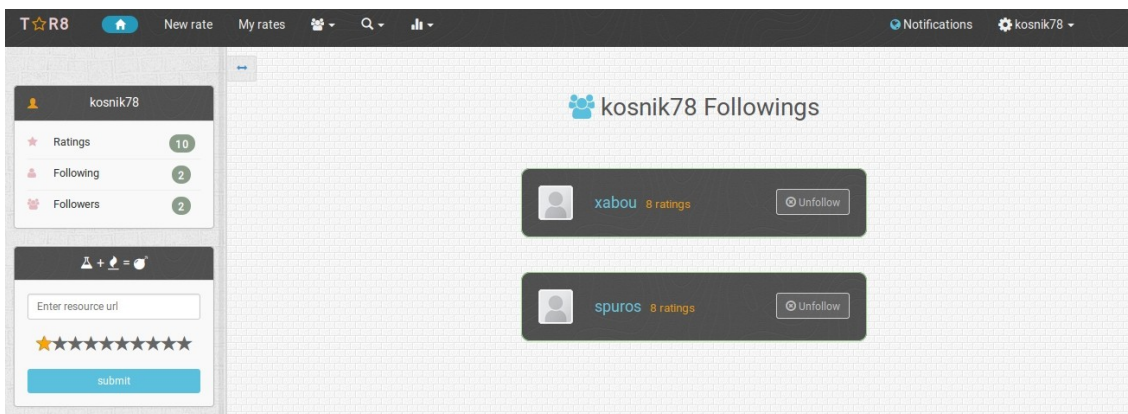 T☆R8 New rate My rates Notifications kosnik78
kosnik78
Ratings 10
Following 2
Followers 2
+ =
Enter resource url
submit
kosnik78 Followings
xabou 8 ratings Unfollow
spuros 8 ratings Unfollow